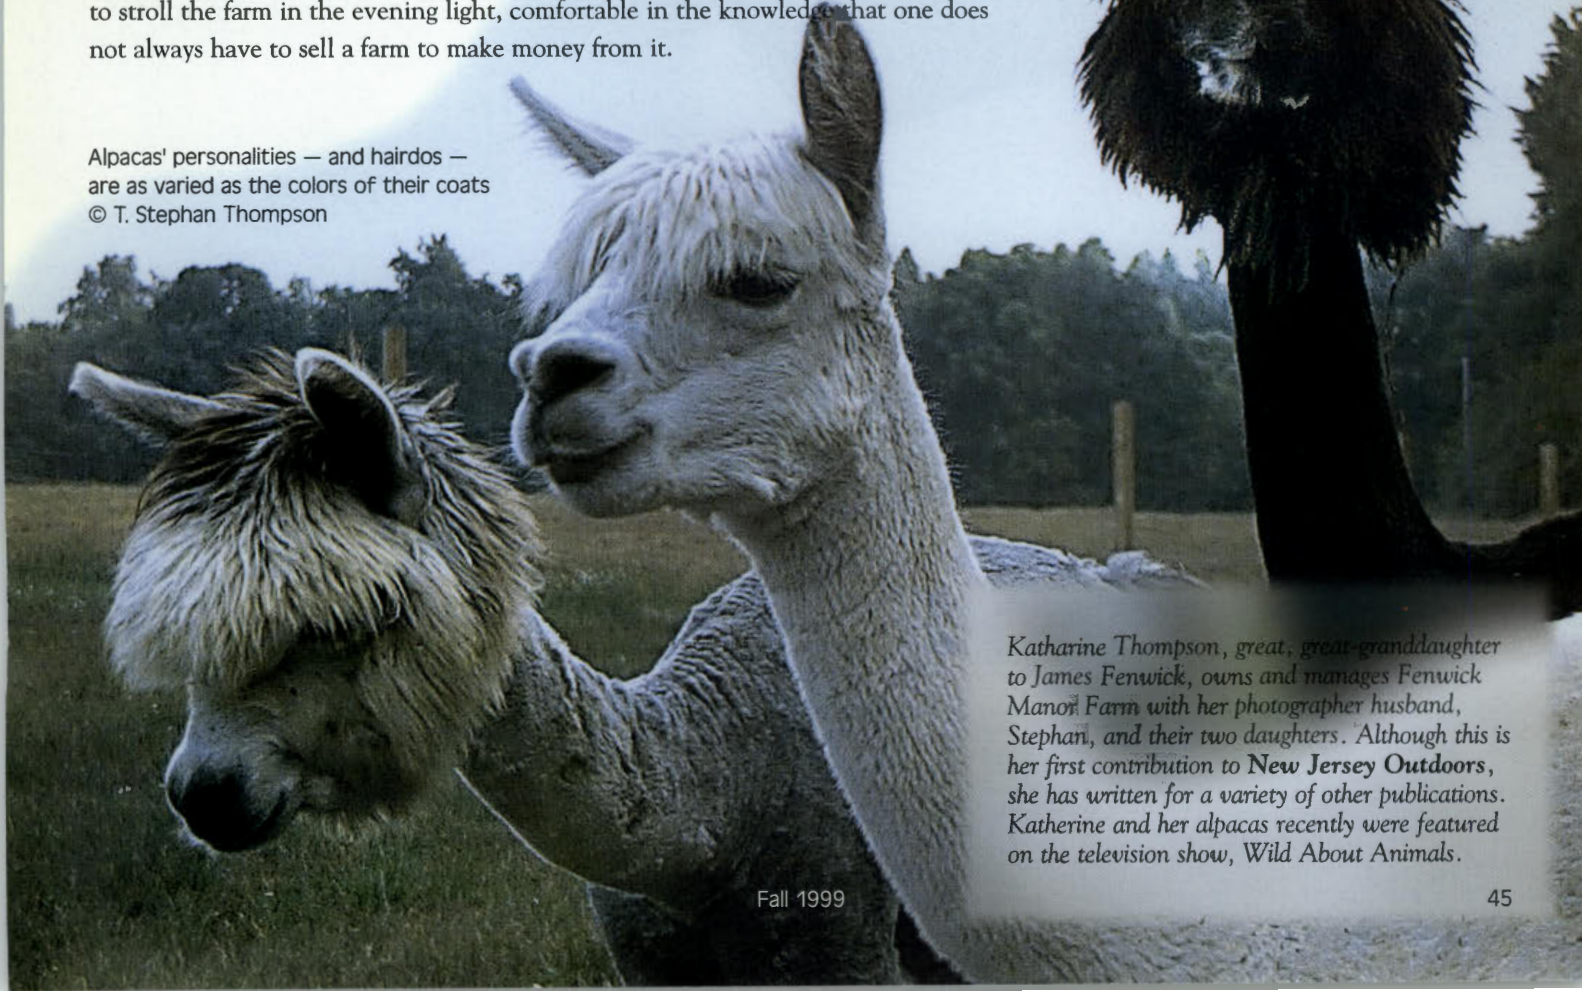 to stroll the farm in the evening light, comfortable in the knowledge that one does
not always have to sell a farm to make money from it.
Alpacas' personalities — and hairdos —
are as varied as the colors of their coats
© T. Stephan Thompson
Katharine Thompson, great, great-granddaughter
to James Fenwick, owns and manages Fenwick
Manor Farm with her photographer husband,
Stephan, and their two daughters. Although this is
her first contribution to New Jersey Outdoors,
she has written for a variety of other publications.
Katherine and her alpacas recently were featured
on the television show, Wild About Animals.
Fall 1999
45